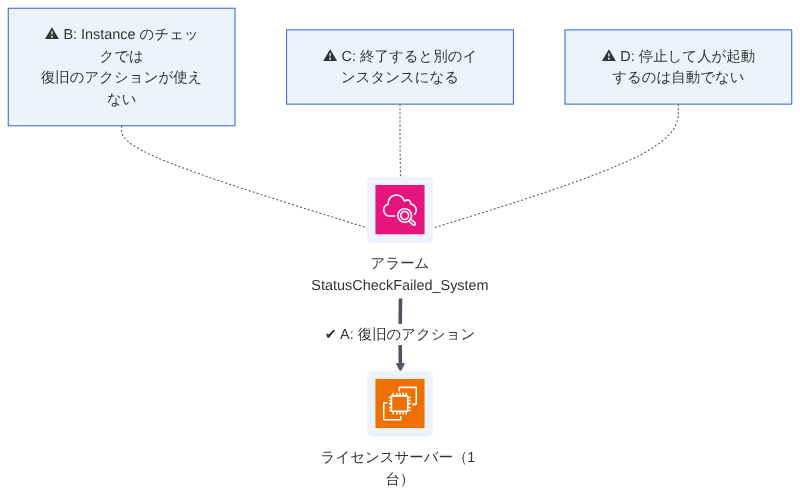 ⚠ B: Instance のチェッ
クでは
復旧のアクションが使え
ない
⚠ C: 終了すると別のイ
ンスタンスになる
⚠ D: 停止して人が起動
するのは自動でない
アラーム
StatusCheckFailed_System
✔ A: 復旧のアクション
ライセンスサーバー（1
台）